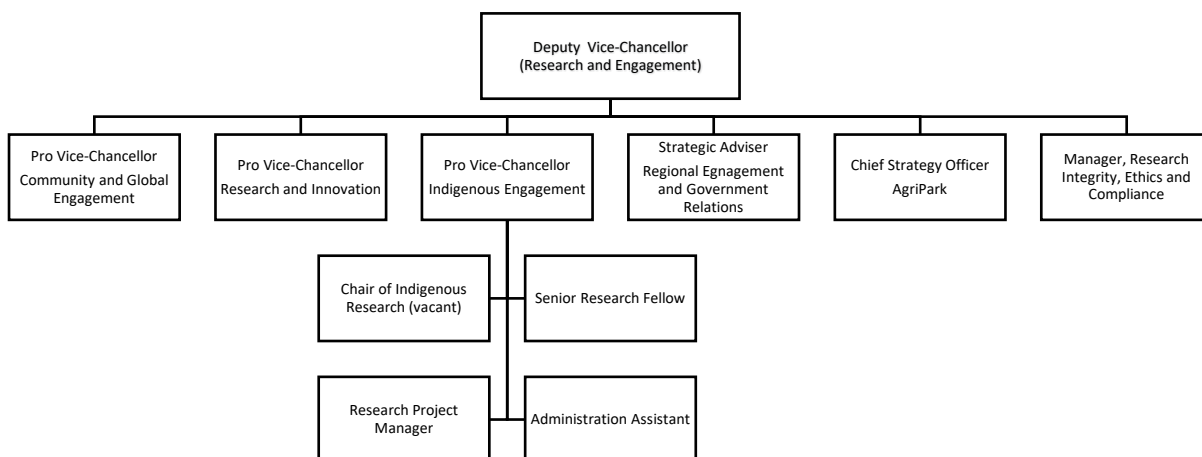 Deputy Vice-Chancellor
(Research and Engagement)
Pro Vice-Chancellor
Community and Global
Engagement
Pro Vice-Chancellor
Research and Innovation
Pro Vice-Chancellor
Indigenous Engagement
Strategic Adviser
Regional Egnagement
and Government
Relations
Chief Strategy Officer
AgriPark
Manager, Research
Integrity, Ethics and
Compliance
Chair of Indigenous
Research (vacant)
Senior Research Fellow
Research Project
Manager
Administration Assistant